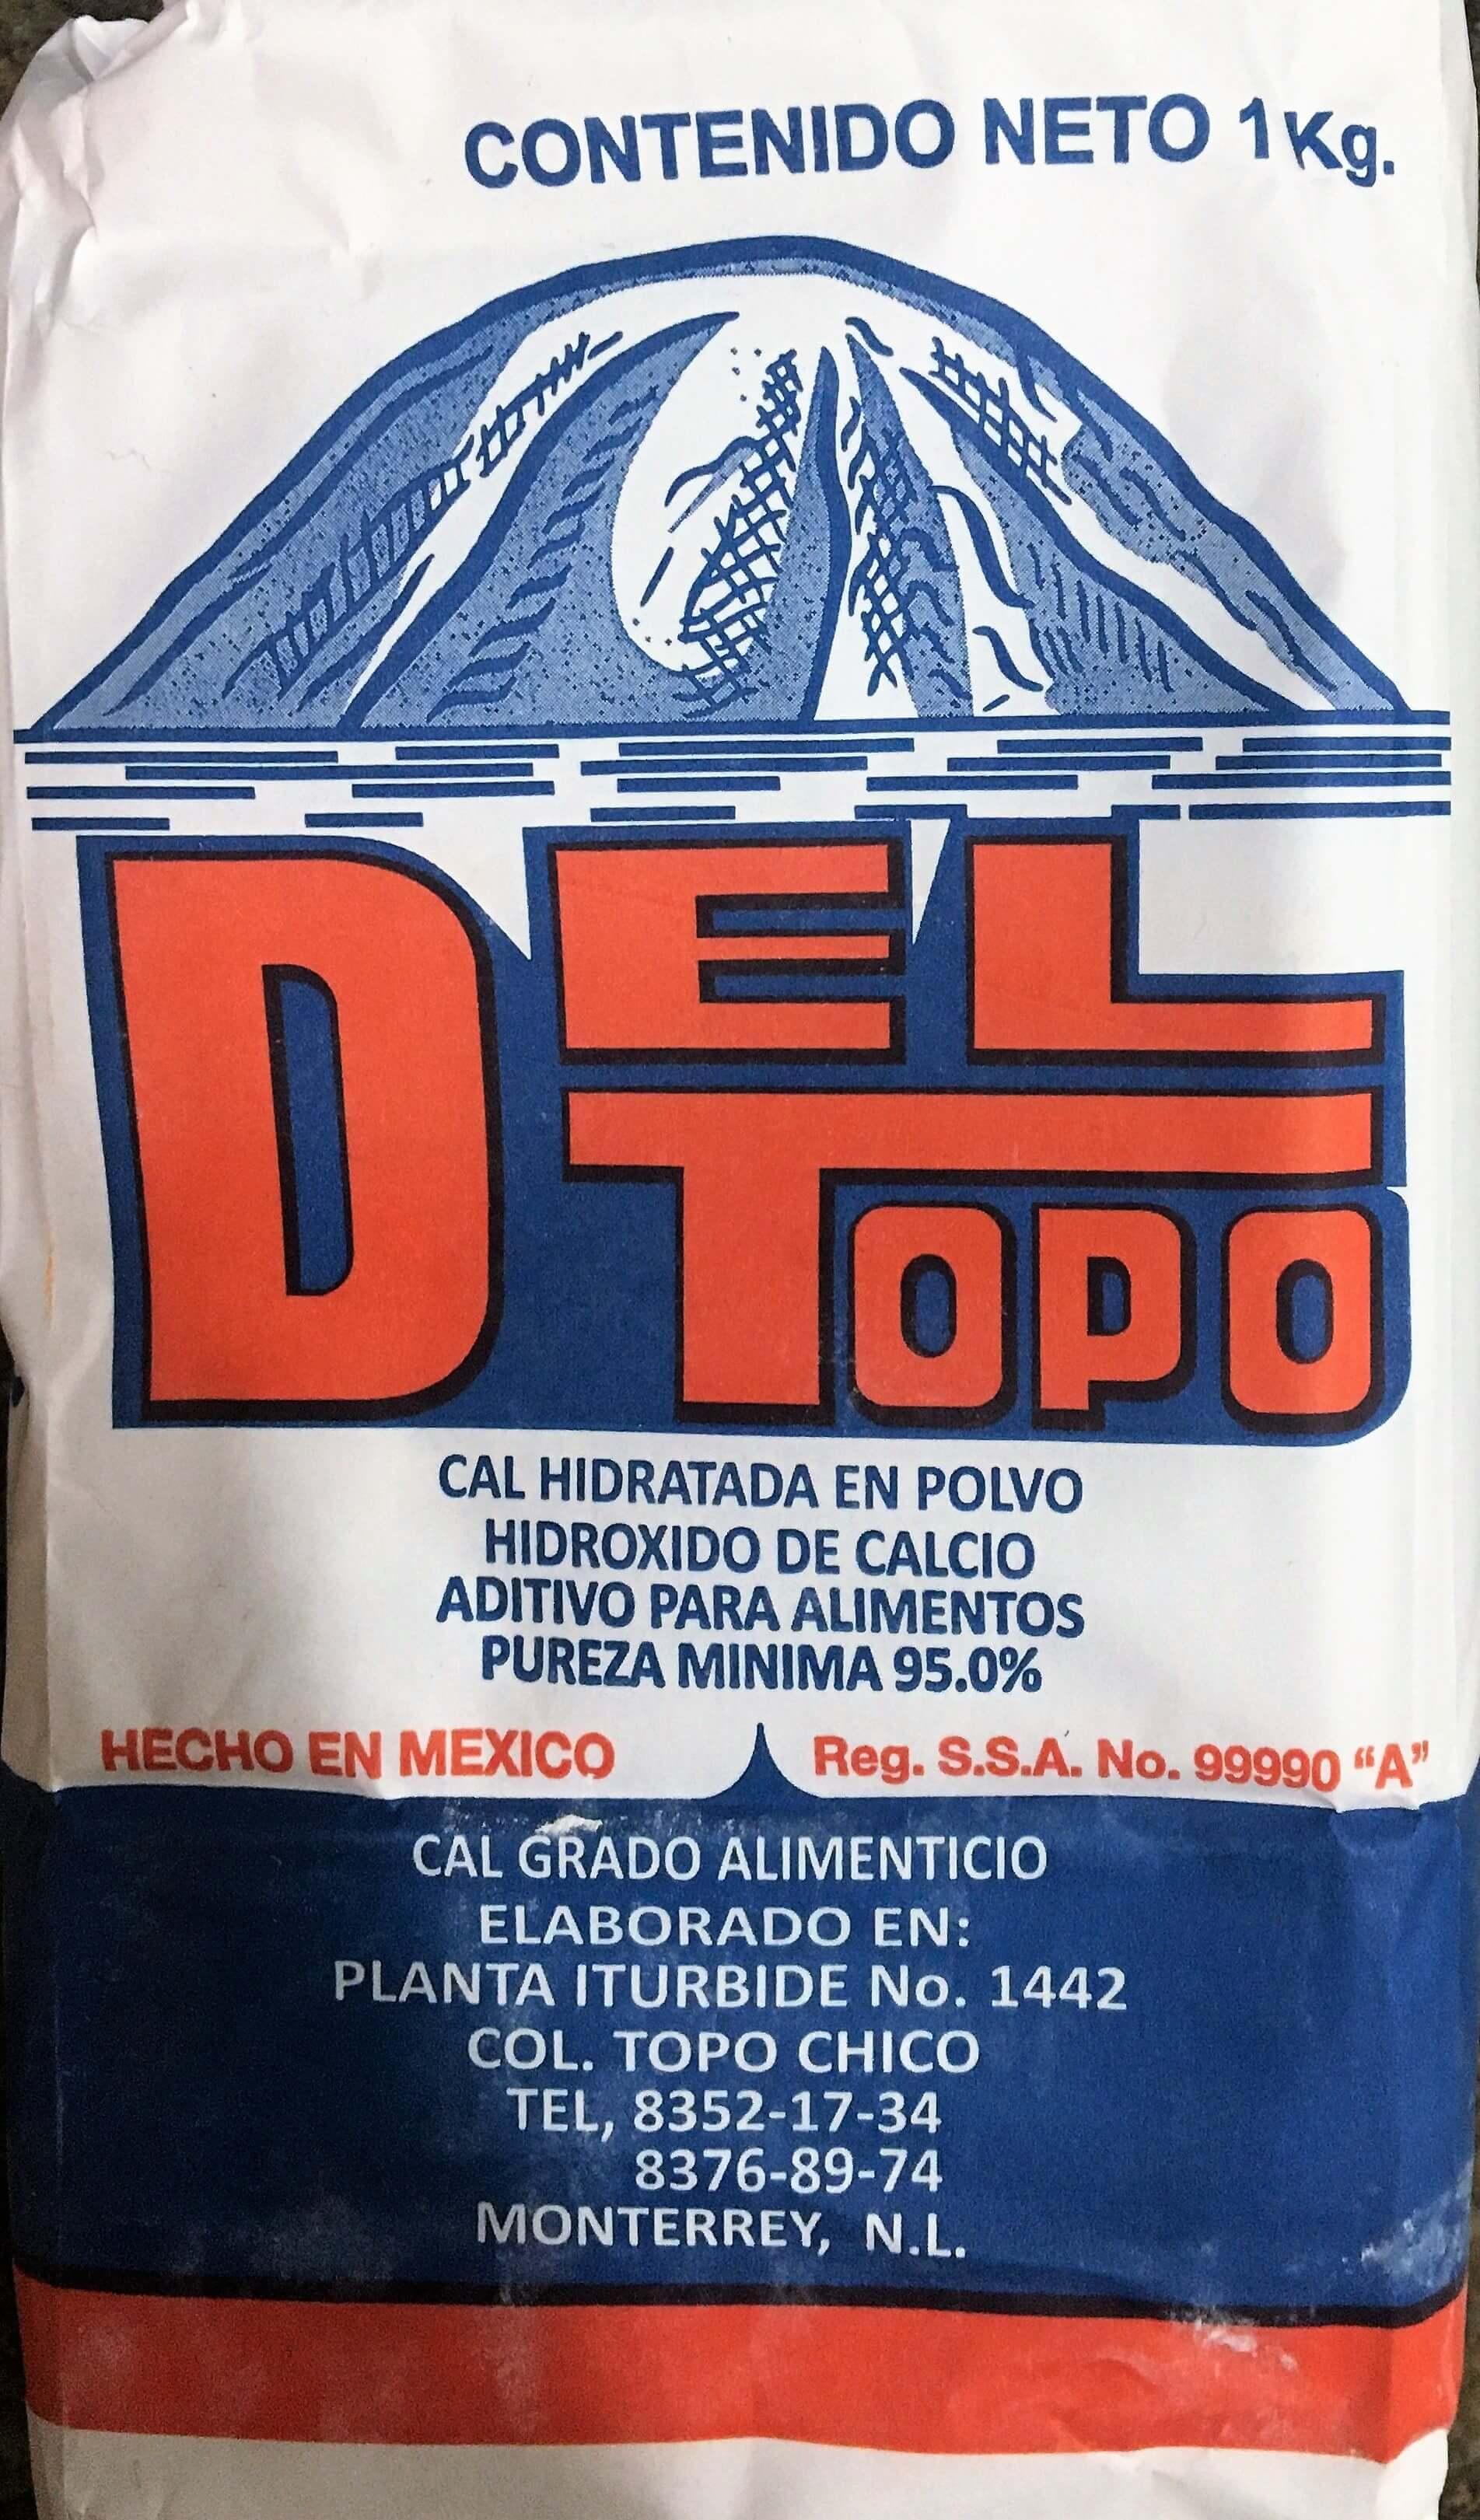 CONTENIDO NETO 1Kg.
DEL
TOPO
CAL HIDRATADA EN POLVO
HIDROXIDO DE CALCIO
ADITIVO PARA ALIMENTOS
PUREZA MINIMA 95.0%
HECHO EN MEXICO
Reg. S.S.A. No. 99990 “A”
CAL GRADO ALIMENTICIO
ELABORADO EN:
PLANTA ITURBIDE No. 1442
COL. TOPO CHICO
TEL, 8352-17-34
8376-89-74
MONTERREY, N.L.